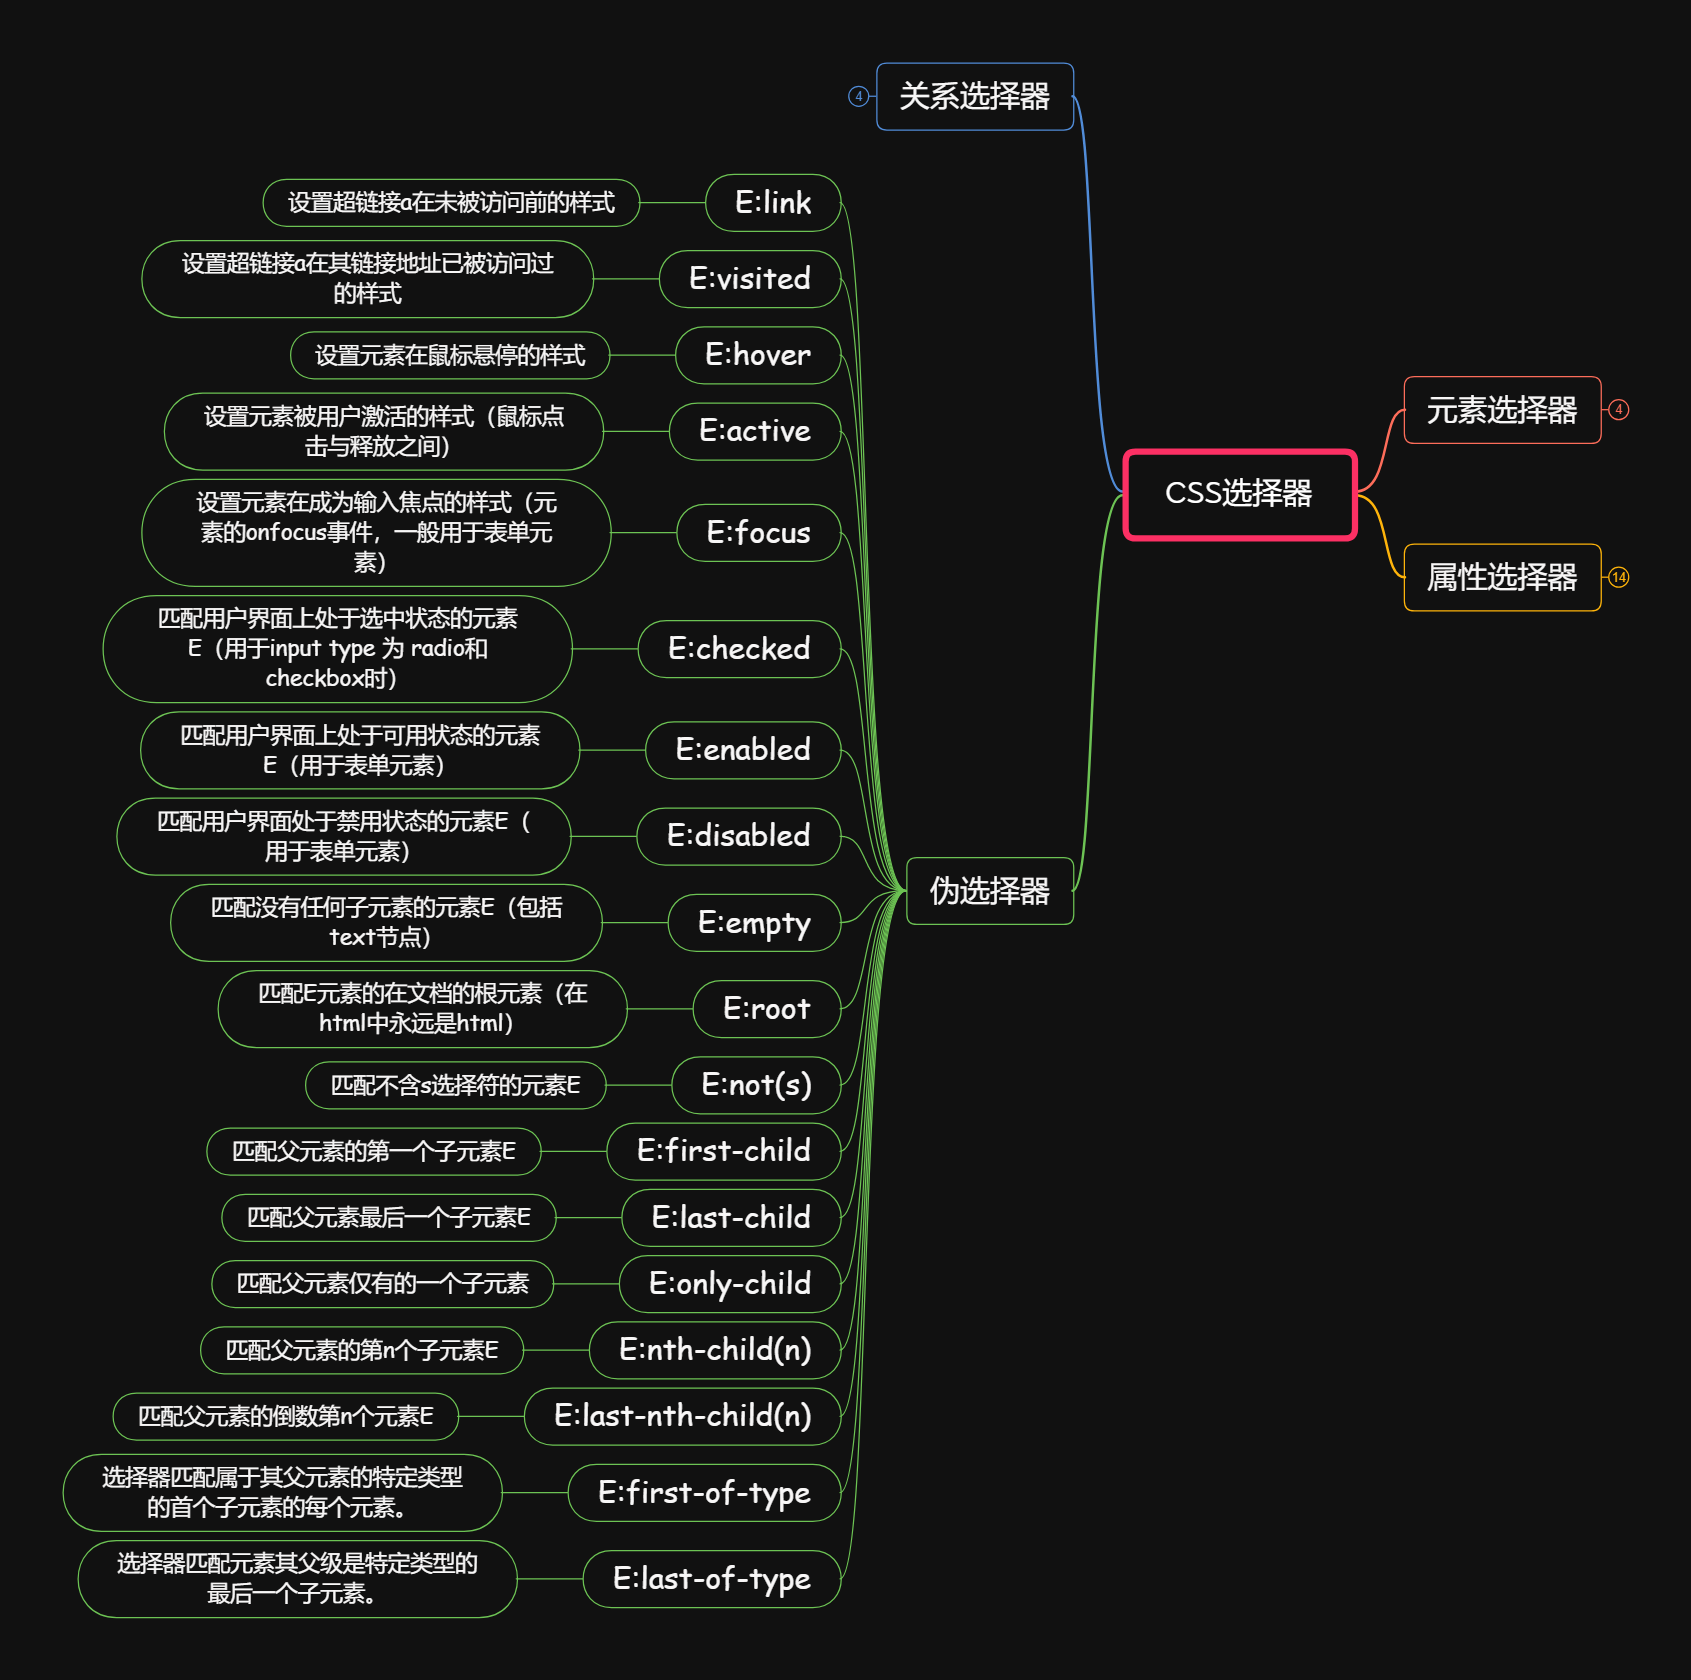 4
关系选择器
设置超链接a在未被访问前的样式
E:link
设置超链接a在其链接地址已被访问过
的样式
E:visited
设置元素在鼠标悬停的样式
E:hover
设置元素被用户激活的样式（鼠标点
击与释放之间）
E:active
设置元素在成为输入焦点的样式（元
素的onfocus事件，一般用于表单元
素）
E:focus
匹配用户界面上处于选中状态的元素
E（用于input type 为 radio和
checkbox时）
E:checked
匹配用户界面上处于可用状态的元素
E（用于表单元素）
E:enabled
匹配用户界面处于禁用状态的元素E（
用于表单元素）
E:disabled
匹配没有任何子元素的元素E（包括
text节点）
E:empty
匹配E元素的在文档的根元素（在
html中永远是html）
E:root
匹配不含s选择符的元素E
E:not(s)
匹配父元素的第一个子元素E
E:first-child
匹配父元素最后一个子元素E
E:last-child
匹配父元素仅有的一个子元素
E:only-child
匹配父元素的第n个子元素E
E:nth-child(n)
匹配父元素的倒数第n个元素E
E:last-nth-child(n)
选择器匹配属于其父元素的特定类型
的首个子元素的每个元素。
E:first-of-type
选择器匹配元素其父级是特定类型的
最后一个子元素。
E:last-of-type
伪选择器
CSS选择器
元素选择器
4
属性选择器
14